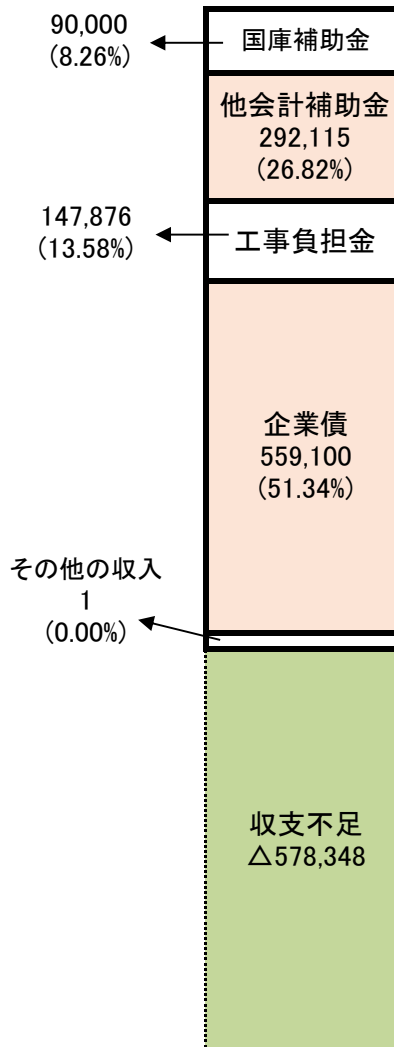 90,000
(8.26%)
国庫補助金
他会計補助金
292,115
(26.82%)
147,876
(13.58%)
工事負担金
企業債
559,100
(51.34%)
その他の収入
1
(0.00%)
収支不足
△578,348